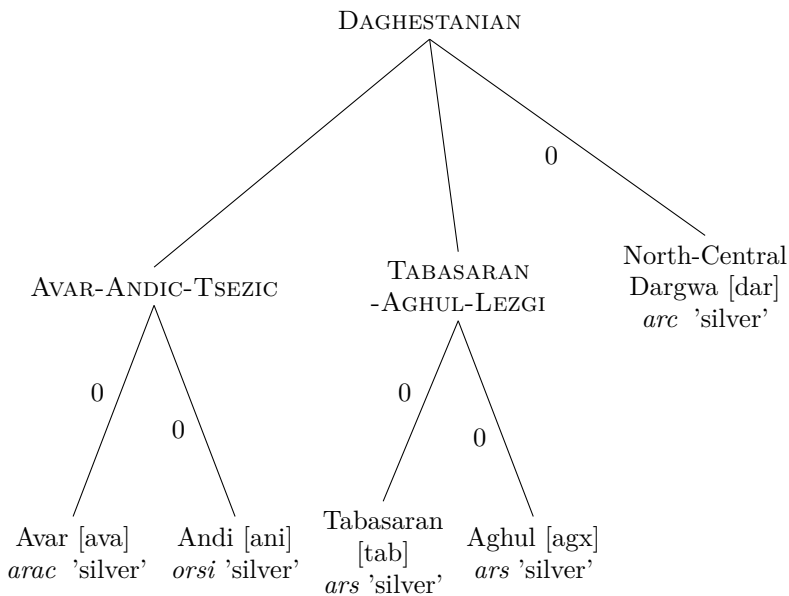 DAGHESTANIAN
0
North-Central
Dargwa [dar]
arc 'silver'
TABASARAN
-AGHUL-LEZGI
AVAR-ANDIC-TSEZIC
0
0
0
0
Avar [ava]
arac 'silver'
Andi [ani]
orsi 'silver'
Tabasaran
[tab]
ars 'silver'
Aghul [agx]
ars 'silver'